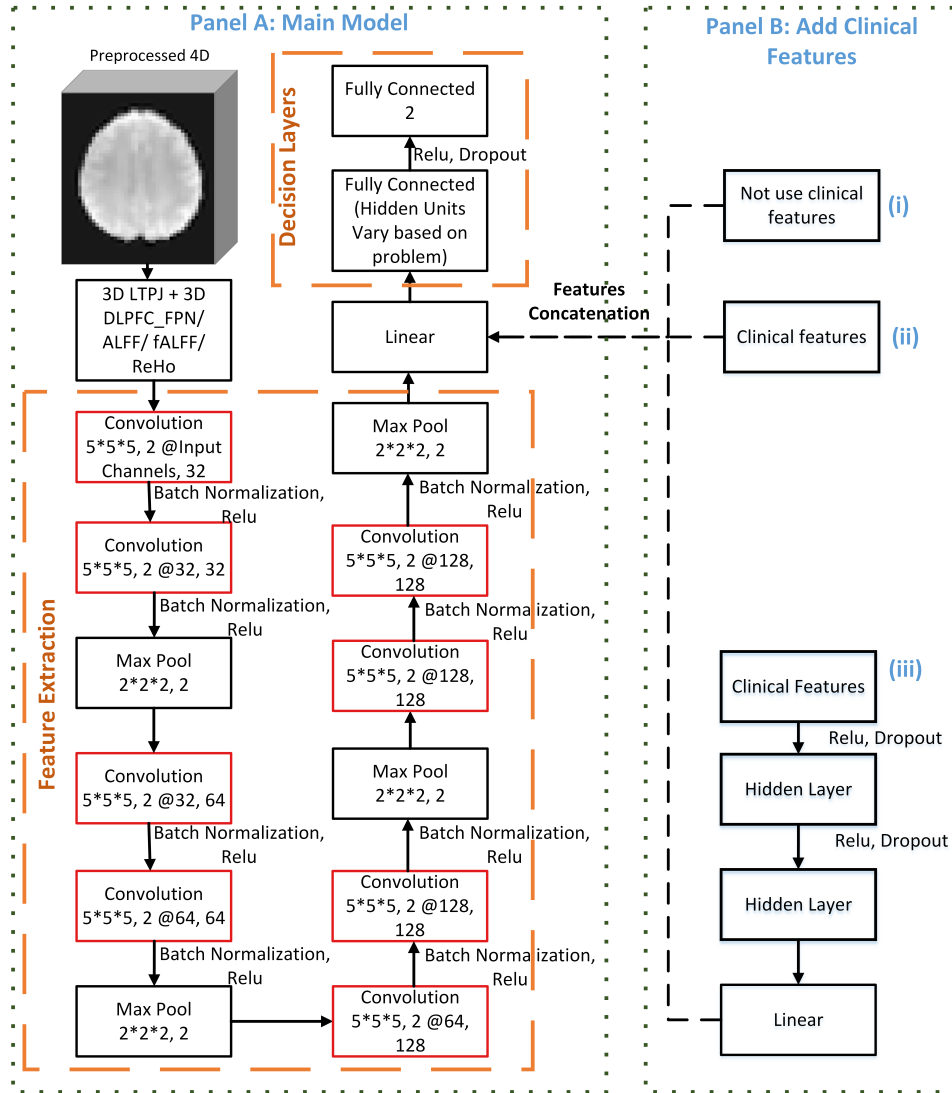 Panel A: Main Model
Preprocessed 4D
3D LTPJ + 3D
DLPFC_FPN/
ALFF/ fALFF/
ReHo
Feature Extraction
Convolution
5*5*5, 2 @Input
Channels, 32
Batch Normalization,
Relu
Convolution
5*5*5, 2 @32, 32
Batch Normalization,
Relu
Max Pool
2*2*2, 2
Convolution
5*5*5, 2 @32, 64
Batch Normalization,
Relu
Convolution
5*5*5, 2 @64, 64
Batch Normalization,
Relu
Max Pool
2*2*2, 2
Convolution
5*5*5, 2 @64,
128
Batch Normalization,
Relu
Convolution
5*5*5, 2 @128,
128
Batch Normalization,
Relu
Max Pool
2*2*2, 2
Convolution
5*5*5, 2 @128,
128
Batch Normalization,
Relu
Convolution
5*5*5, 2 @128,
128
Batch Normalization,
Relu
Max Pool
2*2*2, 2
Linear
Decision Layers
Fully Connected
(Hidden Units
Vary based on
problem)
Relu, Dropout
Fully Connected
2
Features
Concatenation
Panel B: Add Clinical
Features
Not use clinical
features
(i)
Clinical features
(ii)
Clinical Features
(iii)
Relu, Dropout
Hidden Layer
Relu, Dropout
Hidden Layer
Linear